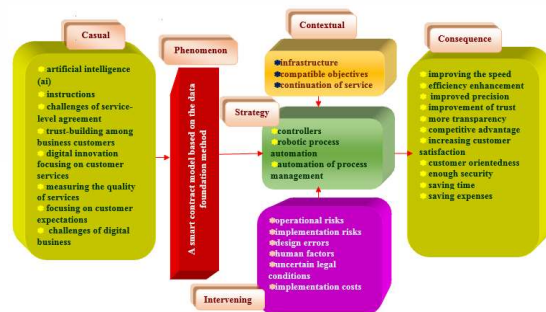 Casual
artificial intelligence
(ai)
instructions
challenges of service-
level agreement
trust-building among
business customers
digital innovation
focusing on customer
services
measuring the quality
of services
focusing on customer
expectations
challenges of digital
business
Phenomenon
A smart contract model based on the data
foundation method
Contextual
infrastructure
compatible objectives
continuation of service
Strategy
controllers
robotic process
automation
automation of process
management
operational risks
implementation risks
design errors
human factors
uncertain legal
conditions
implementation costs
Intervening
Consequence
improving the speed
efficiency enhancement
improved precision
improvement of trust
more transparency
competitive advantage
increasing customer
satisfaction
customer orientedness
enough security
saving time
saving expenses